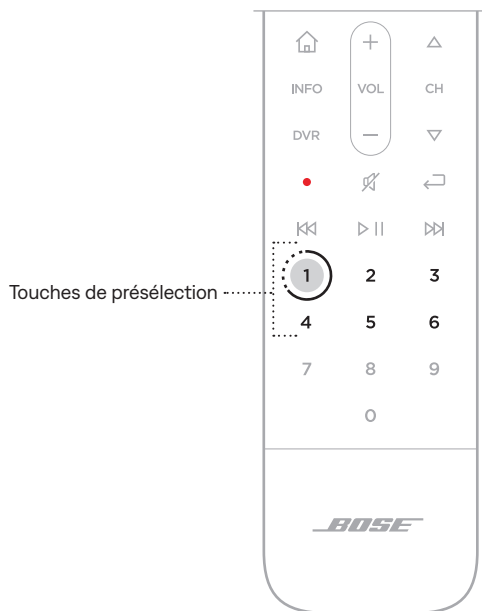 INFO VOL CH
DVR
Touches de présélection
1 2 3
4 5 6
7 8 9
0
BOSE